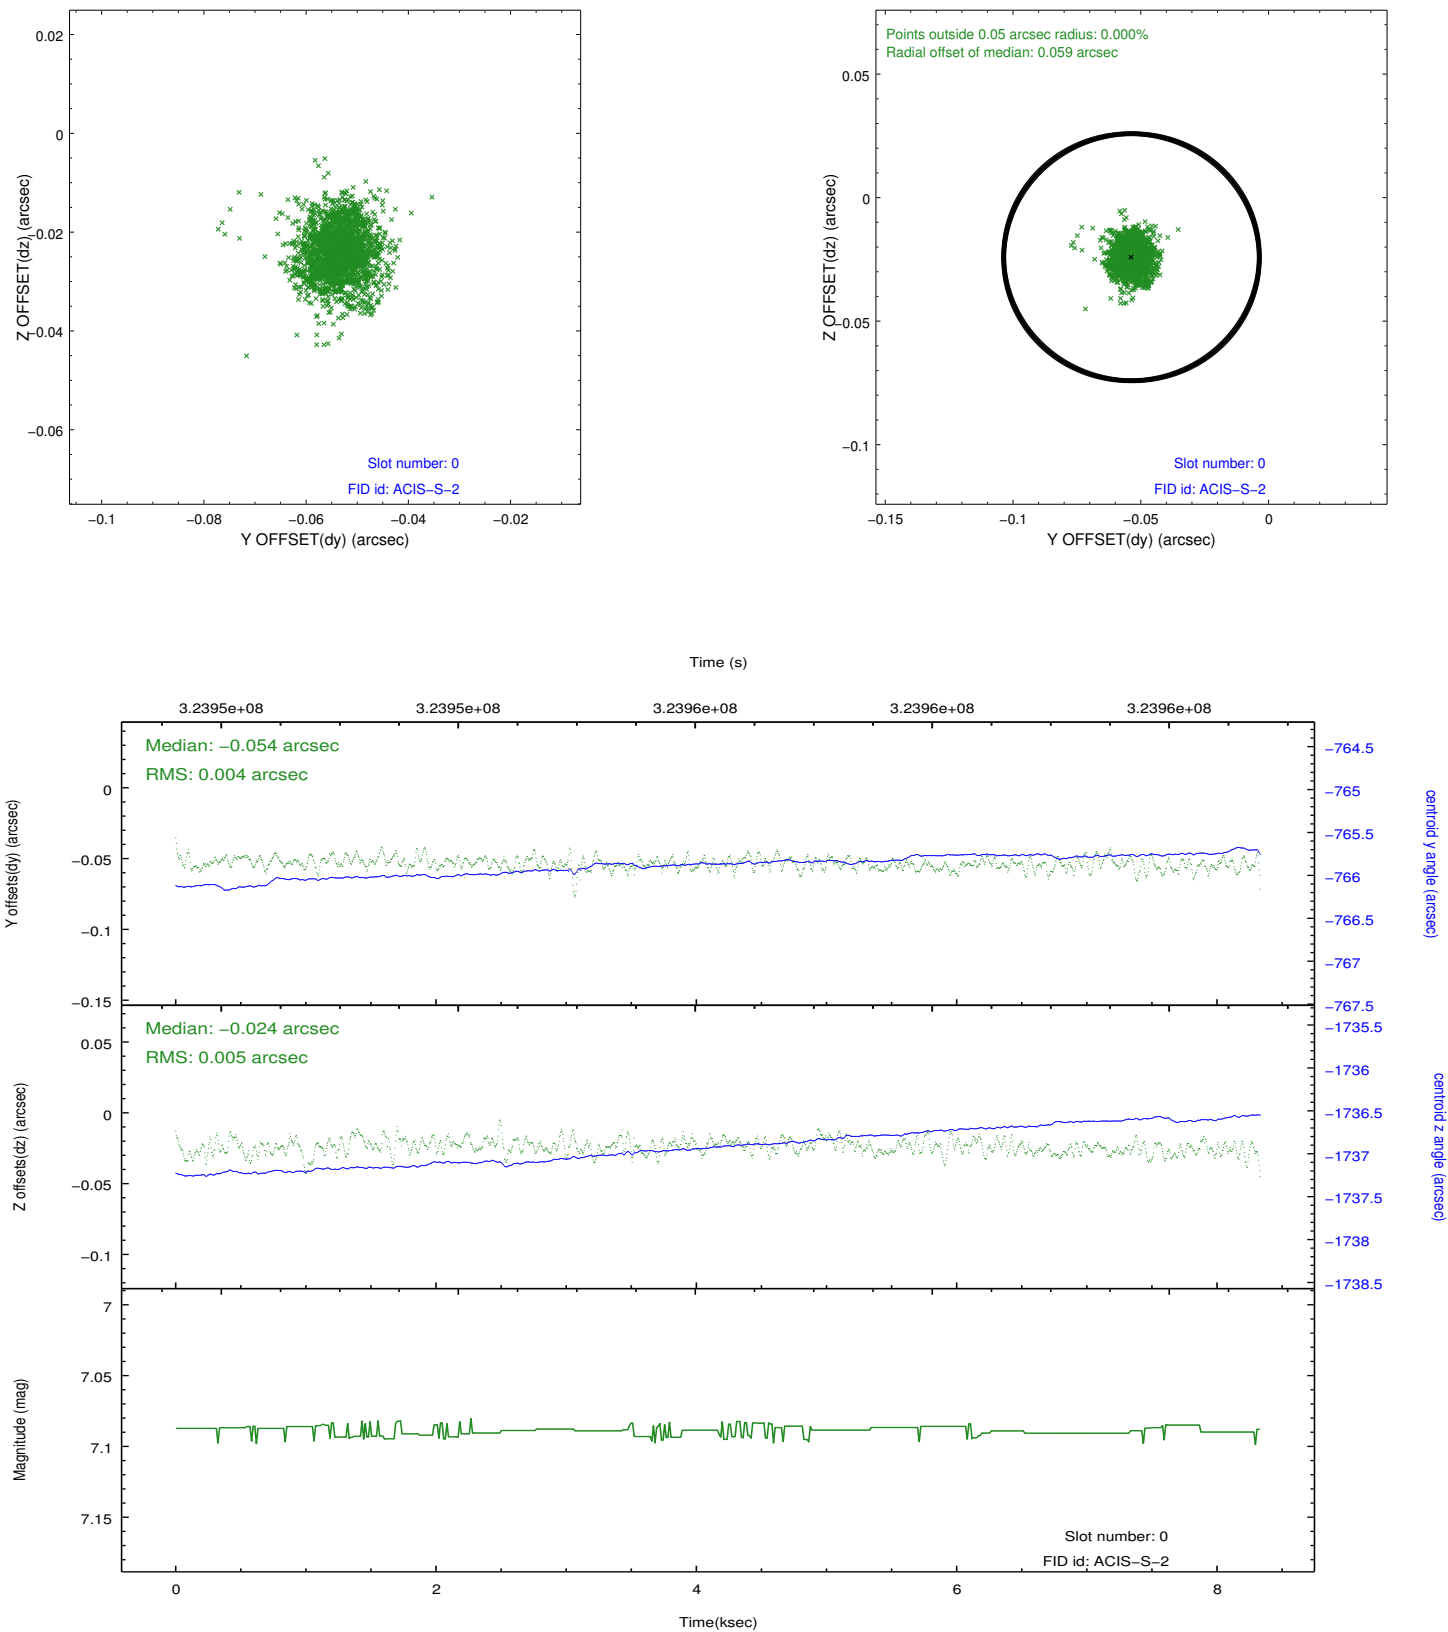 0.02
0
−0.02
−0.04
−0.06
Z OFFSET(dz) (arcsec)
Slot number: 0
FID id: ACIS−S−2
−0.1
−0.08
−0.06
−0.04
−0.02
Y OFFSET(dy) (arcsec)
Points outside 0.05 arcsec radius: 0.000%
Radial offset of median: 0.059 arcsec
0.05
0
−0.05
−0.1
Z OFFSET(dz) (arcsec)
Slot number: 0
FID id: ACIS−S−2
−0.15
−0.1
−0.05
0
Y OFFSET(dy) (arcsec)
Time (s)
3.2395e+08
3.2395e+08
3.2396e+08
3.2396e+08
3.2396e+08
Median: −0.054 arcsec
RMS: 0.004 arcsec
0
−0.05
−0.1
−0.15
Y offsets(dy) (arcsec)
−764.5
−765
−765.5
−766
−766.5
−767
−767.5
centroid y angle (arcsec)
Median: −0.024 arcsec
RMS: 0.005 arcsec
0.05
0
−0.05
−0.1
Z offsets(dz) (arcsec)
−1735.5
−1736
−1736.5
−1737
−1737.5
−1738
−1738.5
centroid z angle (arcsec)
7
7.05
7.1
7.15
Magnitude (mag)
Slot number: 0
FID id: ACIS−S−2
0
2
4
6
8
Time(ksec)